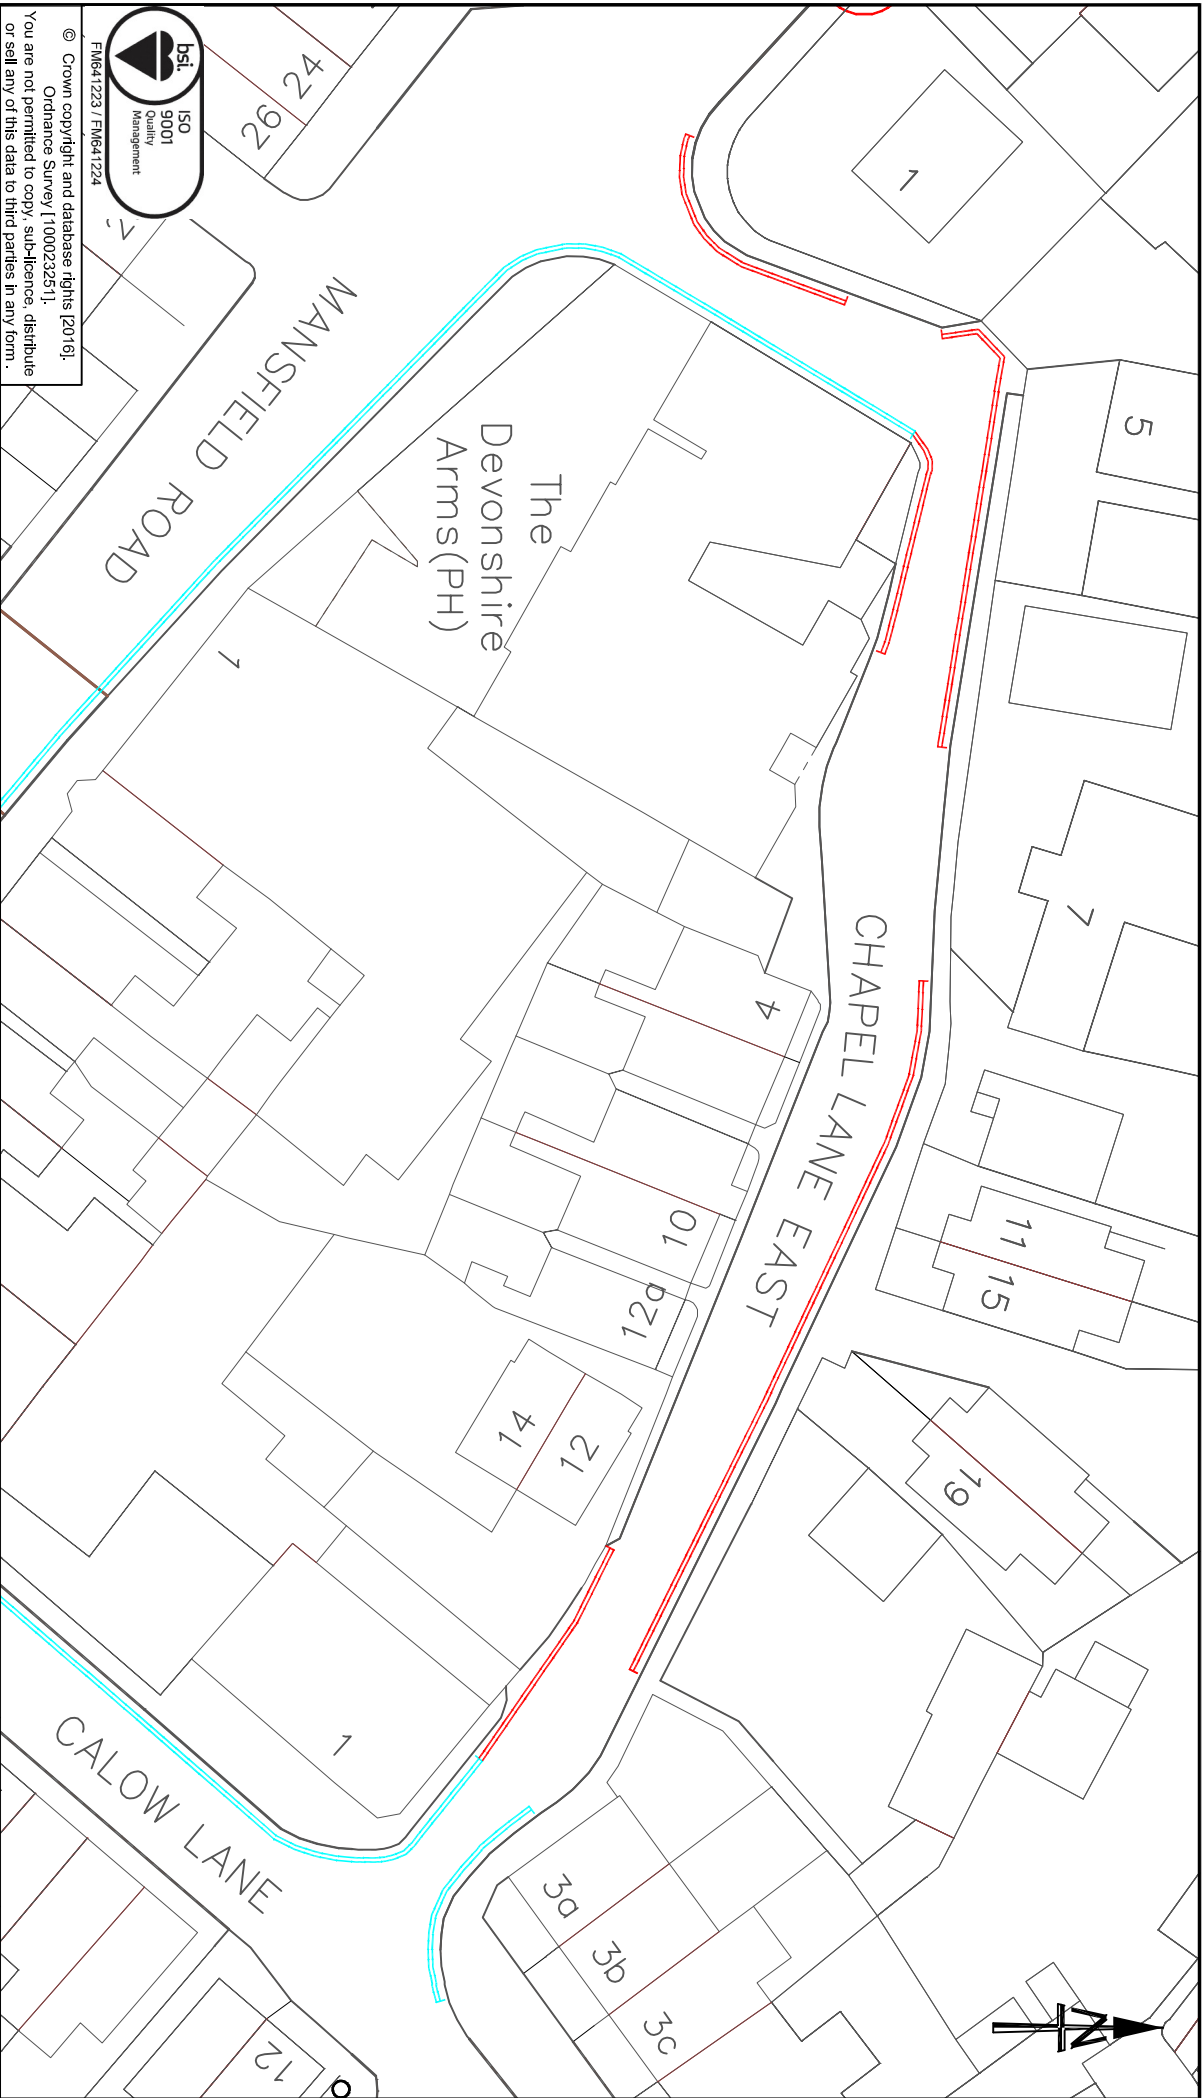 24
26
2
1
5
7
MANSFIELD
ROAD
The
Devonshire
Arms(PH)
1
CHAPEL LANE EAST
4
10
12a
12
14
11
15
19
1
CALOW LANE
3a
3b
3c
12
N
bsi.
ISO
9001
Quality
Management
FM641223 / FM641224
© Crown copyright and database rights [2016].
Ordnance Survey [100023251].
You are not permitted to copy, sub-licence, distribute
or sell any of this data to third parties in any form.